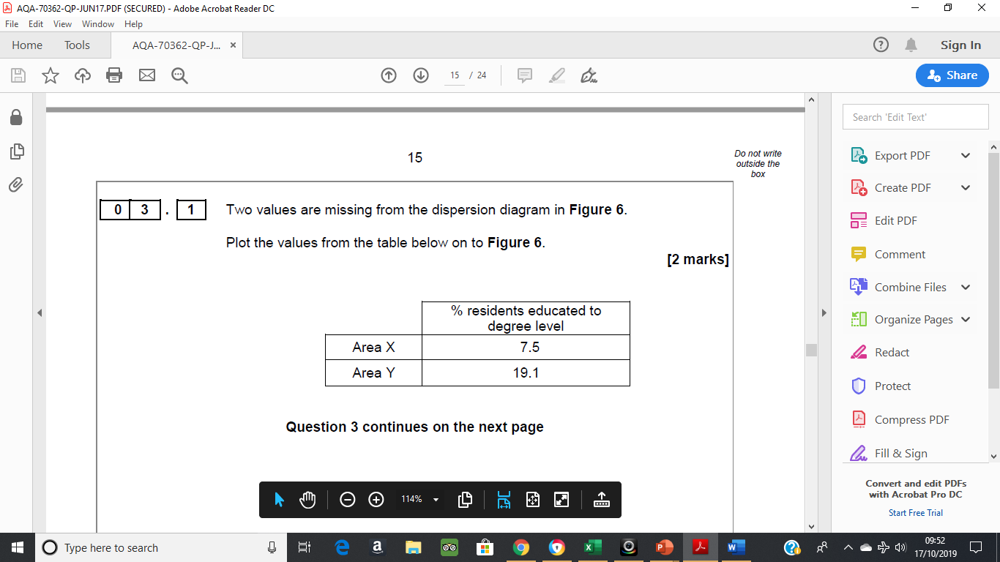 AQA-70362-QP-JUN17.PDF (SECURED) - Adobe Acrobat Reader DC
File Edit View Window Help
Home Tools AQA-70362-QP-J... × ? Sign In
15 / 24 Share
Search 'Edit Text'
Export PDF
Create PDF
Edit PDF
Comment
Combine Files
Organize Pages
Redact
Protect
Compress PDF
Fill & Sign
Convert and edit PDFs
with Acrobat Pro DC
Start Free Trial
15
Do not write
outside the
box
0 3 . 1 Two values are missing from the dispersion diagram in Figure 6.
Plot the values from the table below on to Figure 6.
[2 marks]
% residents educated to
degree level
Area X 7.5
Area Y 19.1
Question 3 continues on the next page
114%
Type here to search
09:52
17/10/2019